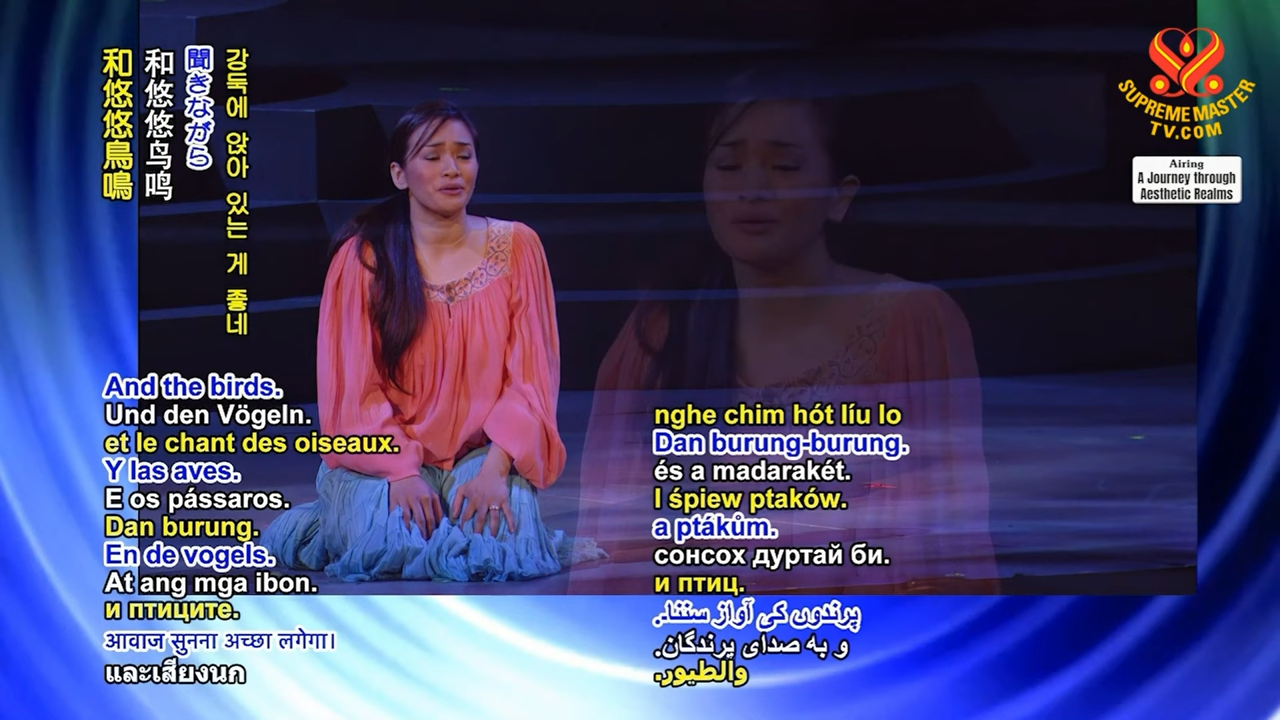 和悠悠鳥鳴
和悠悠鸟鸣
聞きながら
강둑에 앉아 있는 게 좋네
SUPREME MASTER
TV.COM
Airing
A Journey through
Aesthetic Realms
And the birds.
Und den Vögeln.
et le chant des oiseaux.
Y las aves.
E os pássaros.
Dan burung.
En de vogels.
At ang mga ibon.
и птиците.
आवाज सुनना अच्छा लगेगा।
และเสียงนก
nghe chim hót líu lo
Dan burung-burung.
és a madarakét.
I śpiew ptaków.
a ptákům.
сонсох дуртай би.
и птиц.
پرندوں کی آواز سننا۔
و به صدای پرندگان.
والطيور.